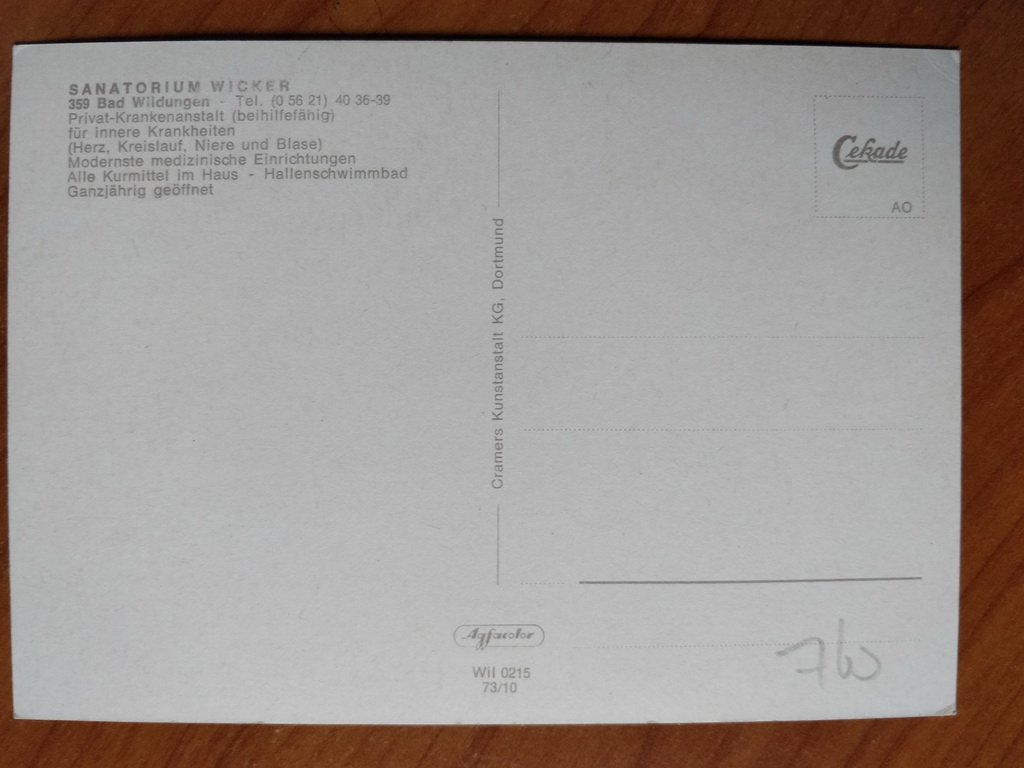 SANATORIUM WICKER
359 Bad Wildungen - Tel. (0 56 21) 40 36-39
Privat-Krankenanstalt (beihilfefähig)
für innere Krankheiten
(Herz, Kreislauf, Niere und Blase)
Modernste medizinische Einrichtungen
Alle Kurmittel im Haus - Hallenschwimmbad
Ganzjährig geöffnet
Cramers Kunstanstalt KG, Dortmund
Cekade
AO
Agfacolor
Wil 0215
73/10